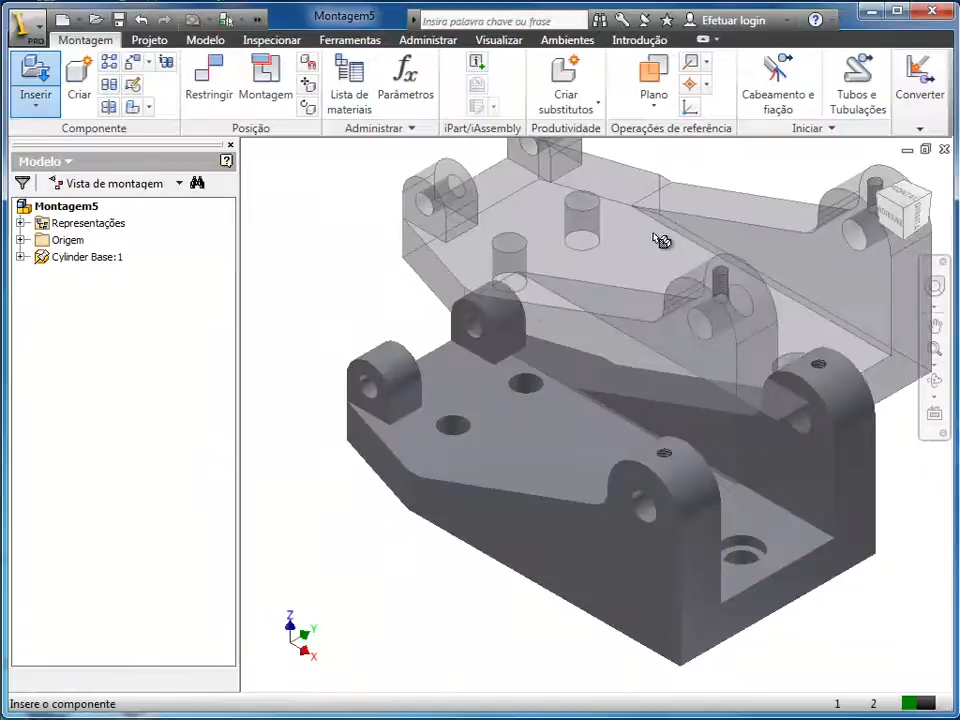 PRO
Montagem5
Insira palavra chave ou frase
Efetuar login
Montagem Projeto Modelo Inspecionar Ferramentas Administrar Visualizar Ambientes Introdução
Inserir
Criar
Componente
Restringir
Montagem
Posição
Lista de materiais
Parâmetros
Administrar
iPart/iAssembly
Criar substitutos
Produtividade
Plano
Operações de referência
Cabeamento e fiação
Tubos e Tubulações
Iniciar
Converter
Modelo
Vista de montagem
Montagem5
Representações
Origem
Cylinder Base:1
Z
Y
X
Insere o componente
1 2